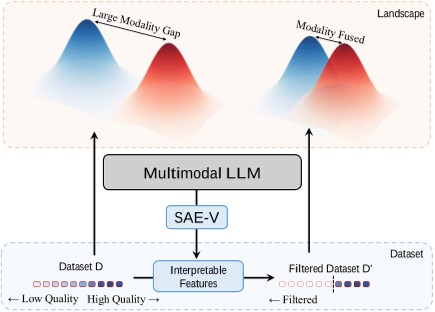 Landscape
Large Modality Gap
Modality Fused
Multimodal LLM
SAE-V
Dataset
Dataset D
Interpretable
Features
Filtered Dataset D'
← Low Quality High Quality →
← Filtered